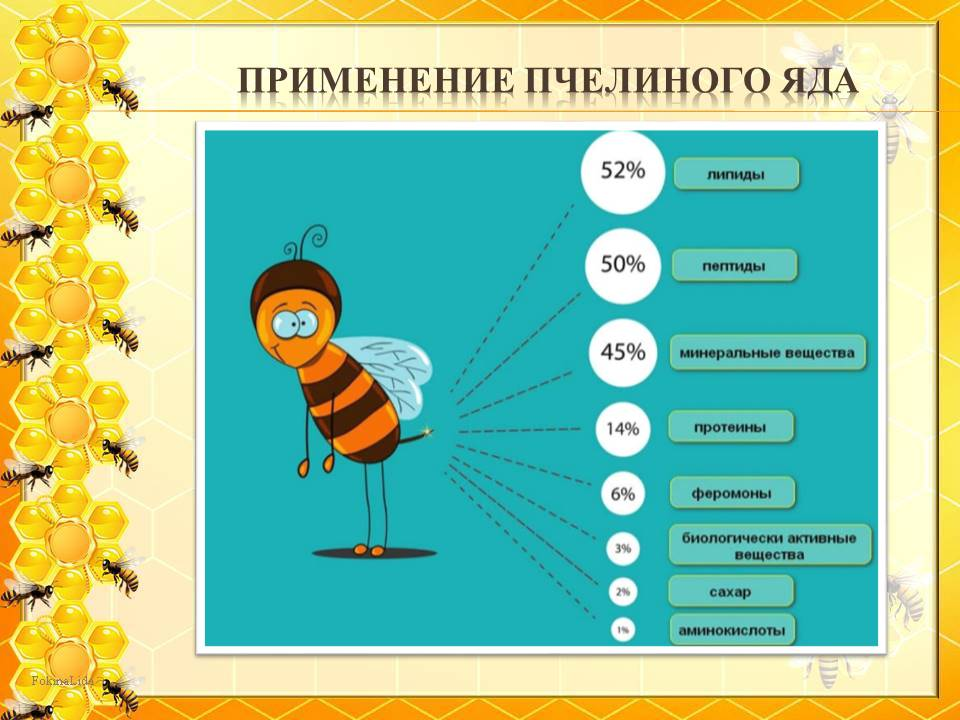 ПРИМЕНЕНИЕ ПЧЕЛИНОГО ЯДА
52% липиды
50% пептиды
45% минеральные вещества
14% протеины
6% феромоны
3% биологически активные
вещества
2% сахар
1% аминокислоты
FokinaLida